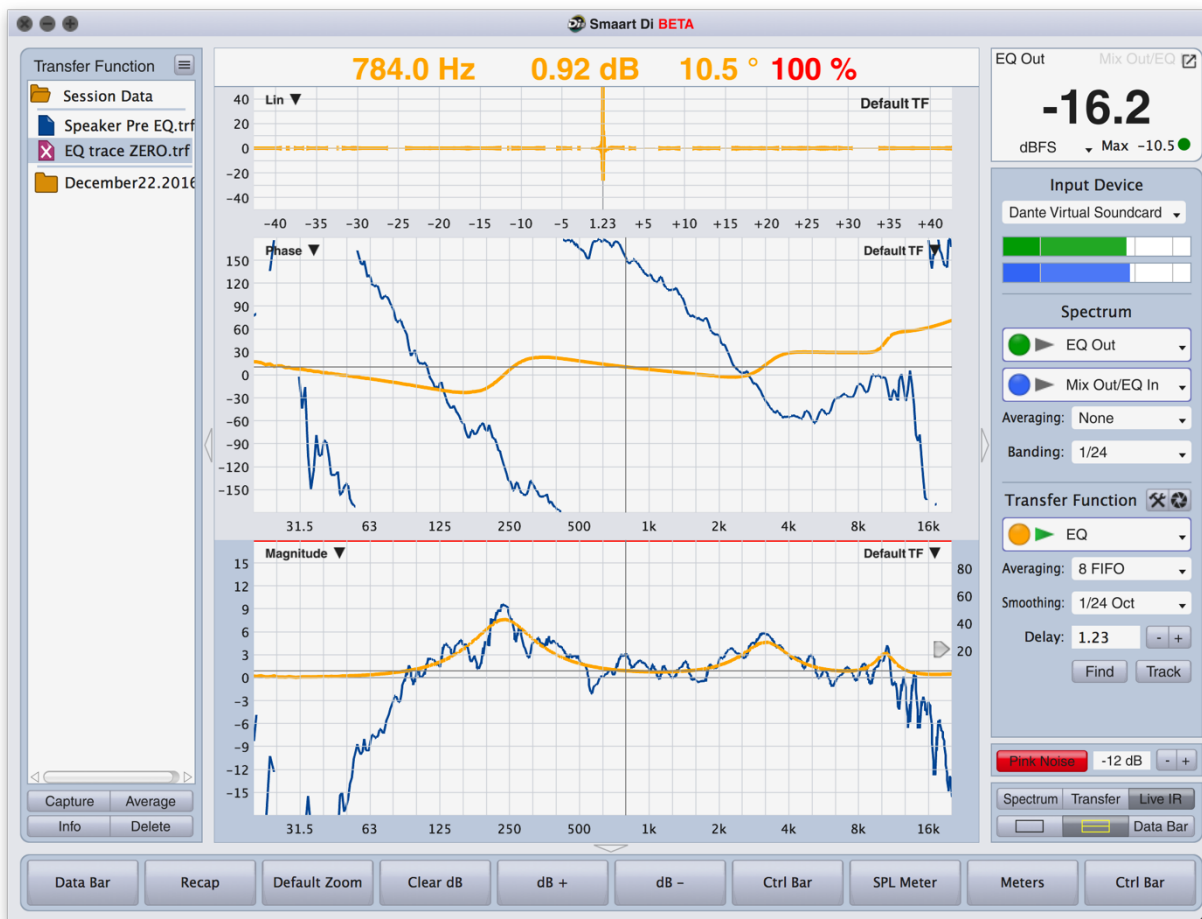 Smaart Di BETA
Transfer Function
Session Data
Speaker Pre EQ.trf
EQ trace ZERO.trf
December22.2016
Capture Average
Info Delete
784.0 Hz 0.92 dB 10.5 ° 100 %
Lin ▼ Default TF
40
20
0
-20
-40
-40 -35 -30 -25 -20 -15 -10 -5 1.23 +5 +10 +15 +20 +25 +30 +35 +40
Phase ▼ Default TF ▼
150
120
90
60
30
0
-30
-60
-90
-120
-150
31.5 63 125 250 500 1k 2k 4k 8k 16k
Magnitude ▼ Default TF ▼
15
12
9
6
3
0
-3
-6
-9
-12
-15
80
60
40
20
31.5 63 125 250 500 1k 2k 4k 8k 16k
EQ Out Mix Out/EQ
-16.2
dBFS Max -10.5
Input Device
Dante Virtual Soundcard
Spectrum
EQ Out
Mix Out/EQ In
Averaging: None
Banding: 1/24
Transfer Function
EQ
Averaging: 8 FIFO
Smoothing: 1/24 Oct
Delay: 1.23 - +
Find Track
Pink Noise -12 dB - +
Spectrum Transfer Live IR
Data Bar
Data Bar Recap Default Zoom Clear dB dB + dB - Ctrl Bar SPL Meter Meters Ctrl Bar